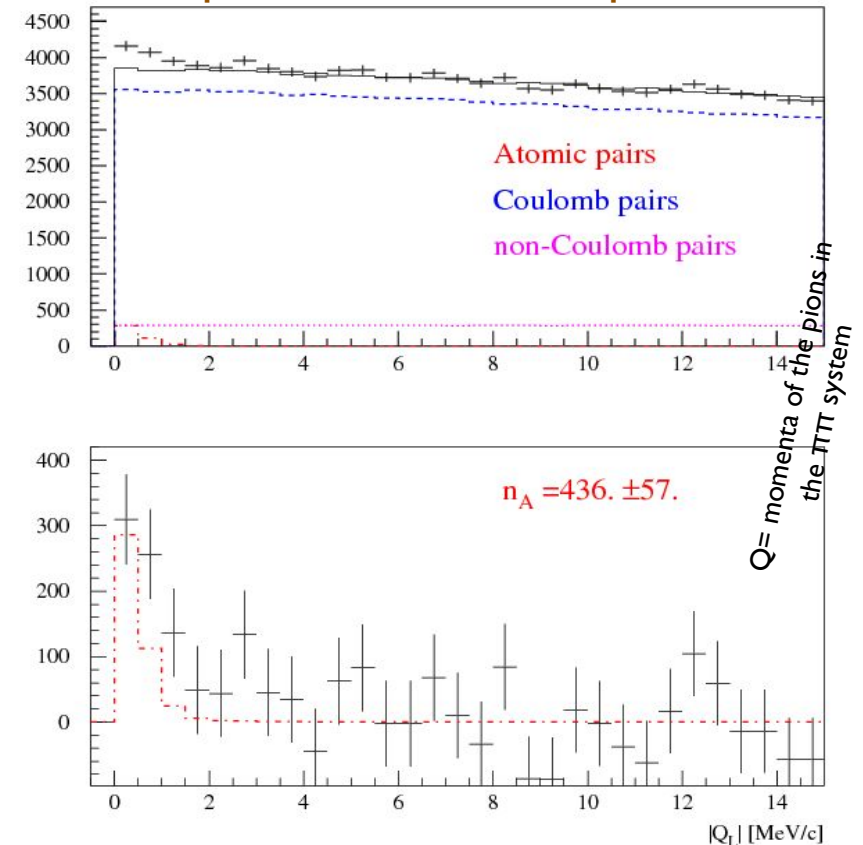 4500
4000
3500
3000
2500
2000
1500
1000
500
0
Atomic pairs
Coulomb pairs
non-Coulomb pairs
0 2 4 6 8 10 12 14
Q= momenta of the pions in
the ππ system
400
300
200
100
0
n_A =436. ±57.
0 2 4 6 8 10 12 14
|Q_L| [MeV/c]